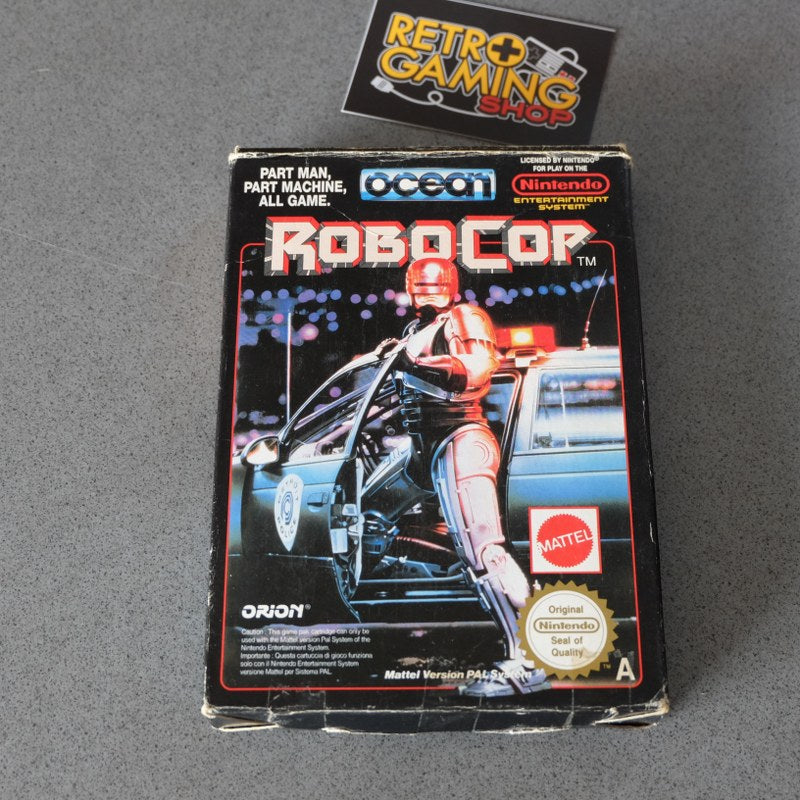 RETRO
GAMING
SHOP
PART MAN,
PART MACHINE,
ALL GAME.
ocean
LICENSED BY NINTENDO®
FOR PLAY ON THE
Nintendo
ENTERTAINMENT
SYSTEM™
ROBOCOP™
MATTEL
ORION®
Caution: This game pak cartridge can only be
used with the Mattel version Pal System of the
Nintendo Entertainment System.
Importante: Questa cartuccia di gioco funziona
solo con il Nintendo Entertainment System
versione Mattel per Sistema PAL.
Mattel Version PAL System
Original
Nintendo
Seal of
Quality
™
A